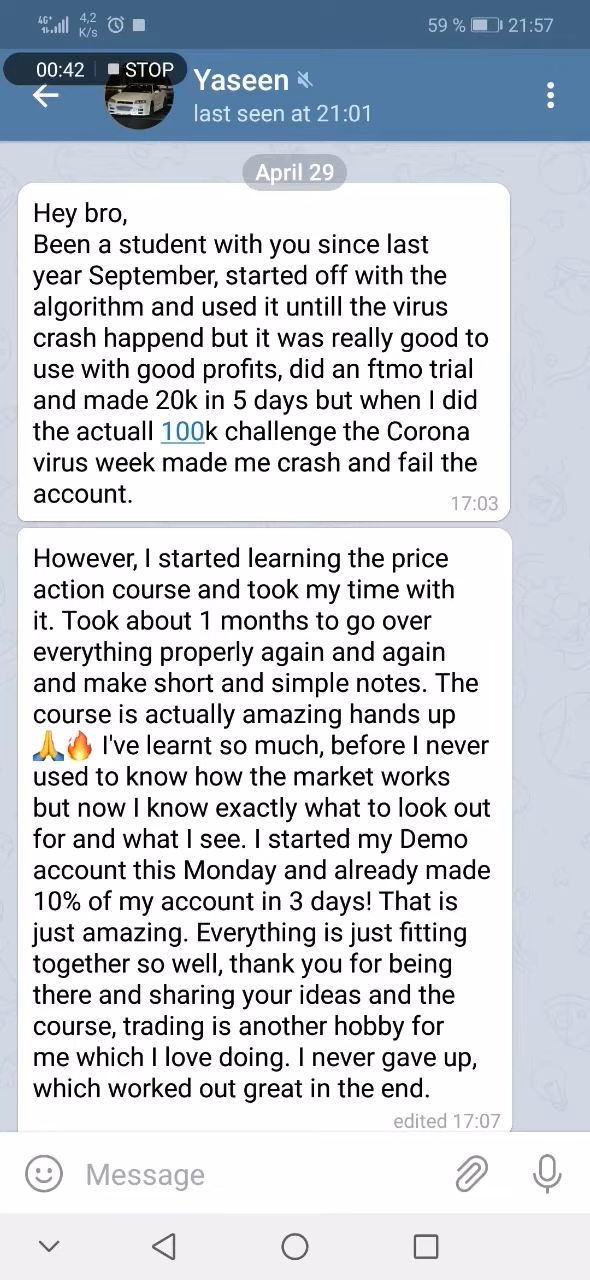 4G+ 4,2 K/s 59 % 21:57
00:42 STOP
Yaseen
last seen at 21:01
April 29
Hey bro,
Been a student with you since last
year September, started off with the
algorithm and used it untill the virus
crash happend but it was really good to
use with good profits, did an ftmo trial
and made 20k in 5 days but when I did
the actuall 100k challenge the Corona
virus week made me crash and fail the
account.
17:03
However, I started learning the price
action course and took my time with
it. Took about 1 months to go over
everything properly again and again
and make short and simple notes. The
course is actually amazing hands up
🙏🔥 I've learnt so much, before I never
used to know how the market works
but now I know exactly what to look out
for and what I see. I started my Demo
account this Monday and already made
10% of my account in 3 days! That is
just amazing. Everything is just fitting
together so well, thank you for being
there and sharing your ideas and the
course, trading is another hobby for
me which I love doing. I never gave up,
which worked out great in the end.
edited 17:07
Message